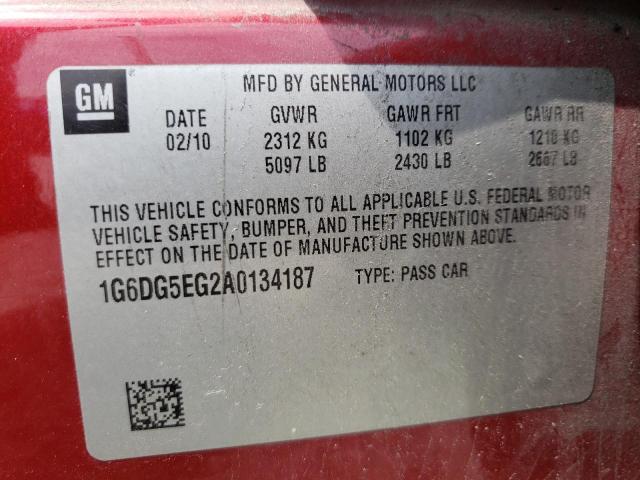 GM
MFD BY GENERAL MOTORS LLC
DATE GVWR GAWR FRT GAWR RR
02/10 2312 KG 1102 KG 1210 KG
5097 LB 2430 LB 2667 LB
THIS VEHICLE CONFORMS TO ALL APPLICABLE U.S. FEDERAL MOTOR
VEHICLE SAFETY, BUMPER, AND THEFT PREVENTION STANDARDS IN
EFFECT ON THE DATE OF MANUFACTURE SHOWN ABOVE.
1G6DG5EG2A0134187 TYPE: PASS CAR